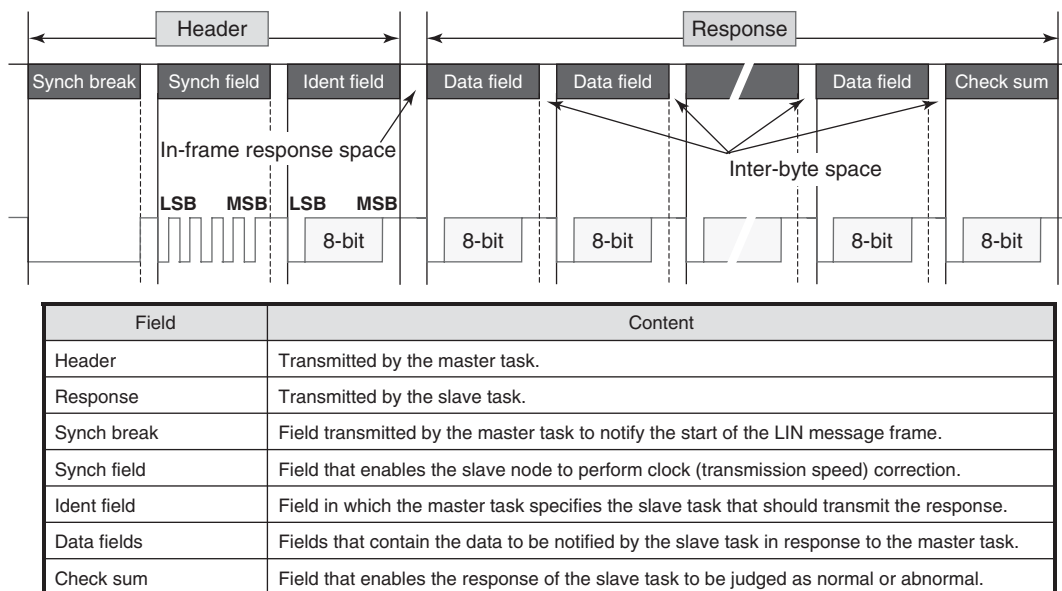 Header
Response
Synch break
Synch field
Ident field
Data field
Data field
Data field
Check sum
In-frame response space
Inter-byte space
LSB
MSB
LSB
MSB
8-bit
8-bit
8-bit
8-bit
8-bit
Field Content
Header Transmitted by the master task.
Response Transmitted by the slave task.
Synch break Field transmitted by the master task to notify the start of the LIN message frame.
Synch field Field that enables the slave node to perform clock (transmission speed) correction.
Ident field Field in which the master task specifies the slave task that should transmit the response.
Data fields Fields that contain the data to be notified by the slave task in response to the master task.
Check sum Field that enables the response of the slave task to be judged as normal or abnormal.